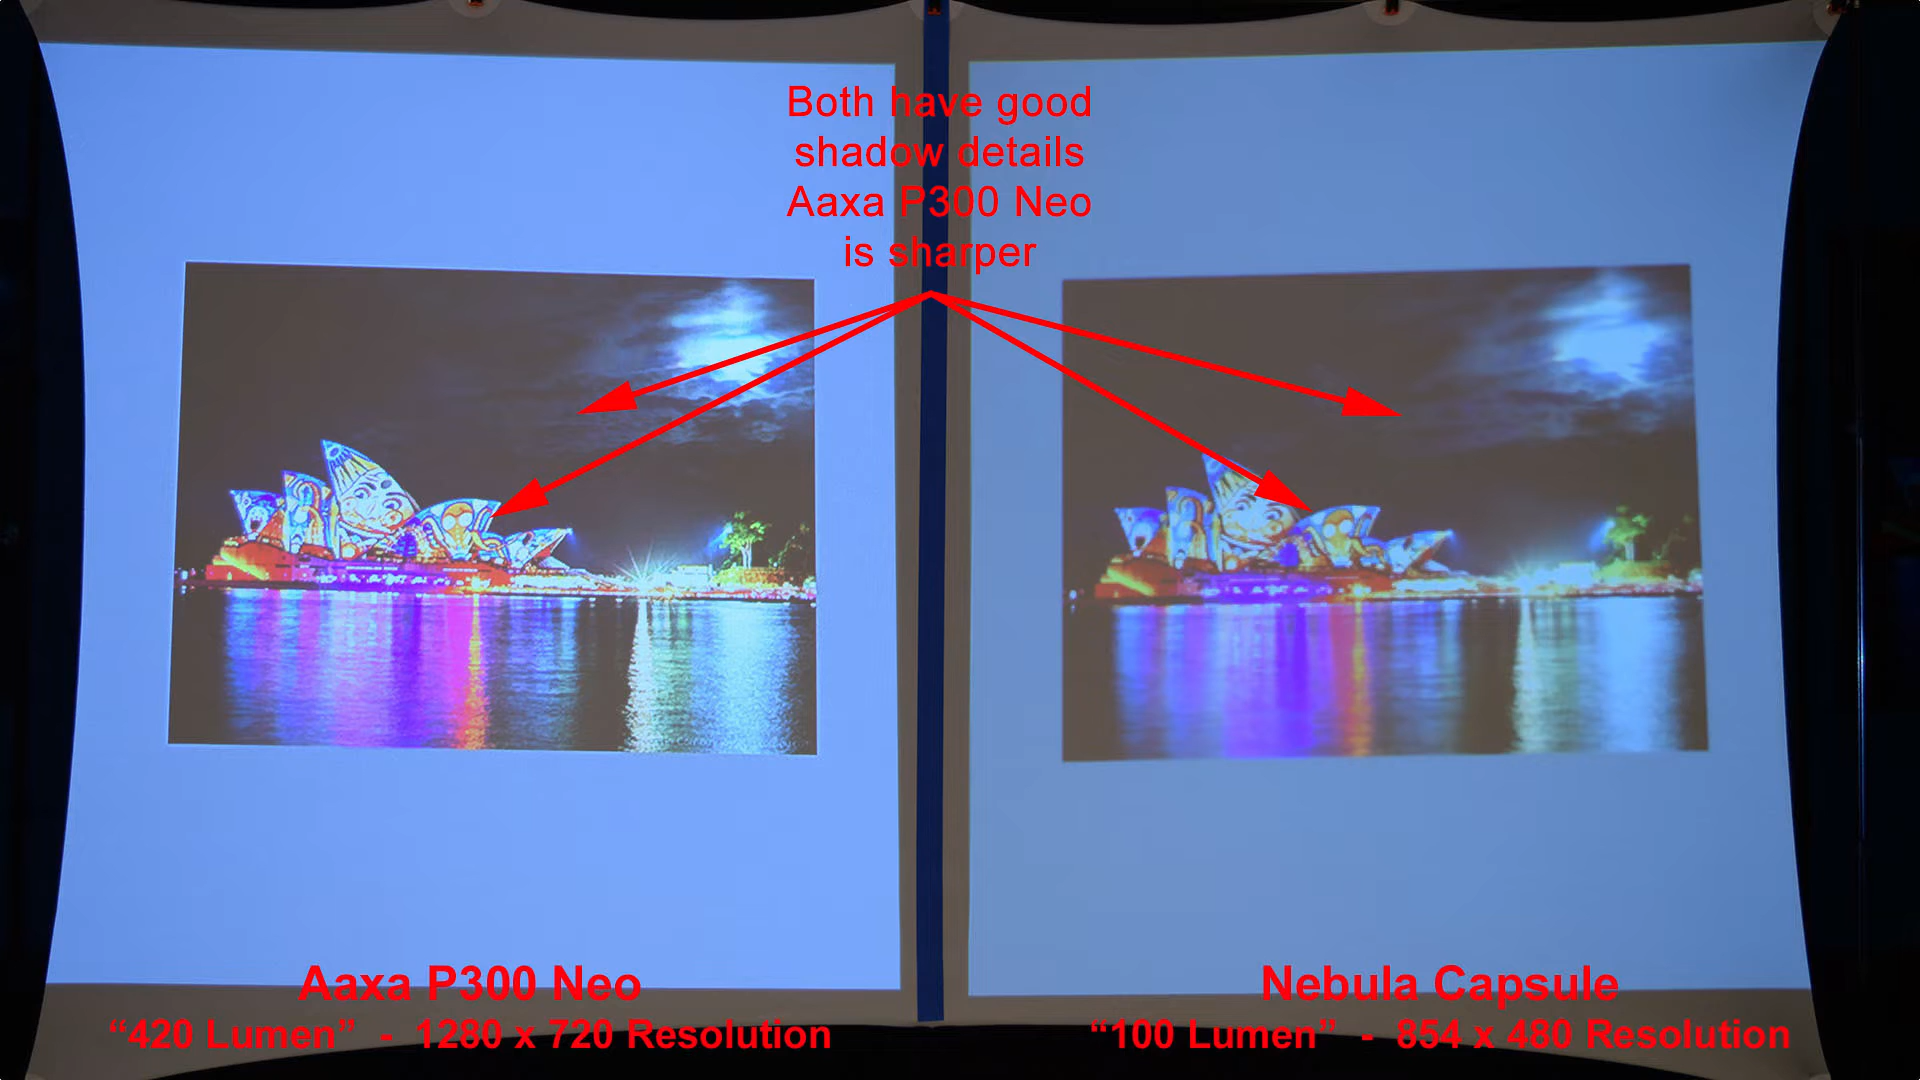 Both have good
shadow details
Aaxa P300 Neo
is sharper
Aaxa P300 Neo
“420 Lumen” - 1280 x 720 Resolution
Nebula Capsule
“100 Lumen” - 854 x 480 Resolution